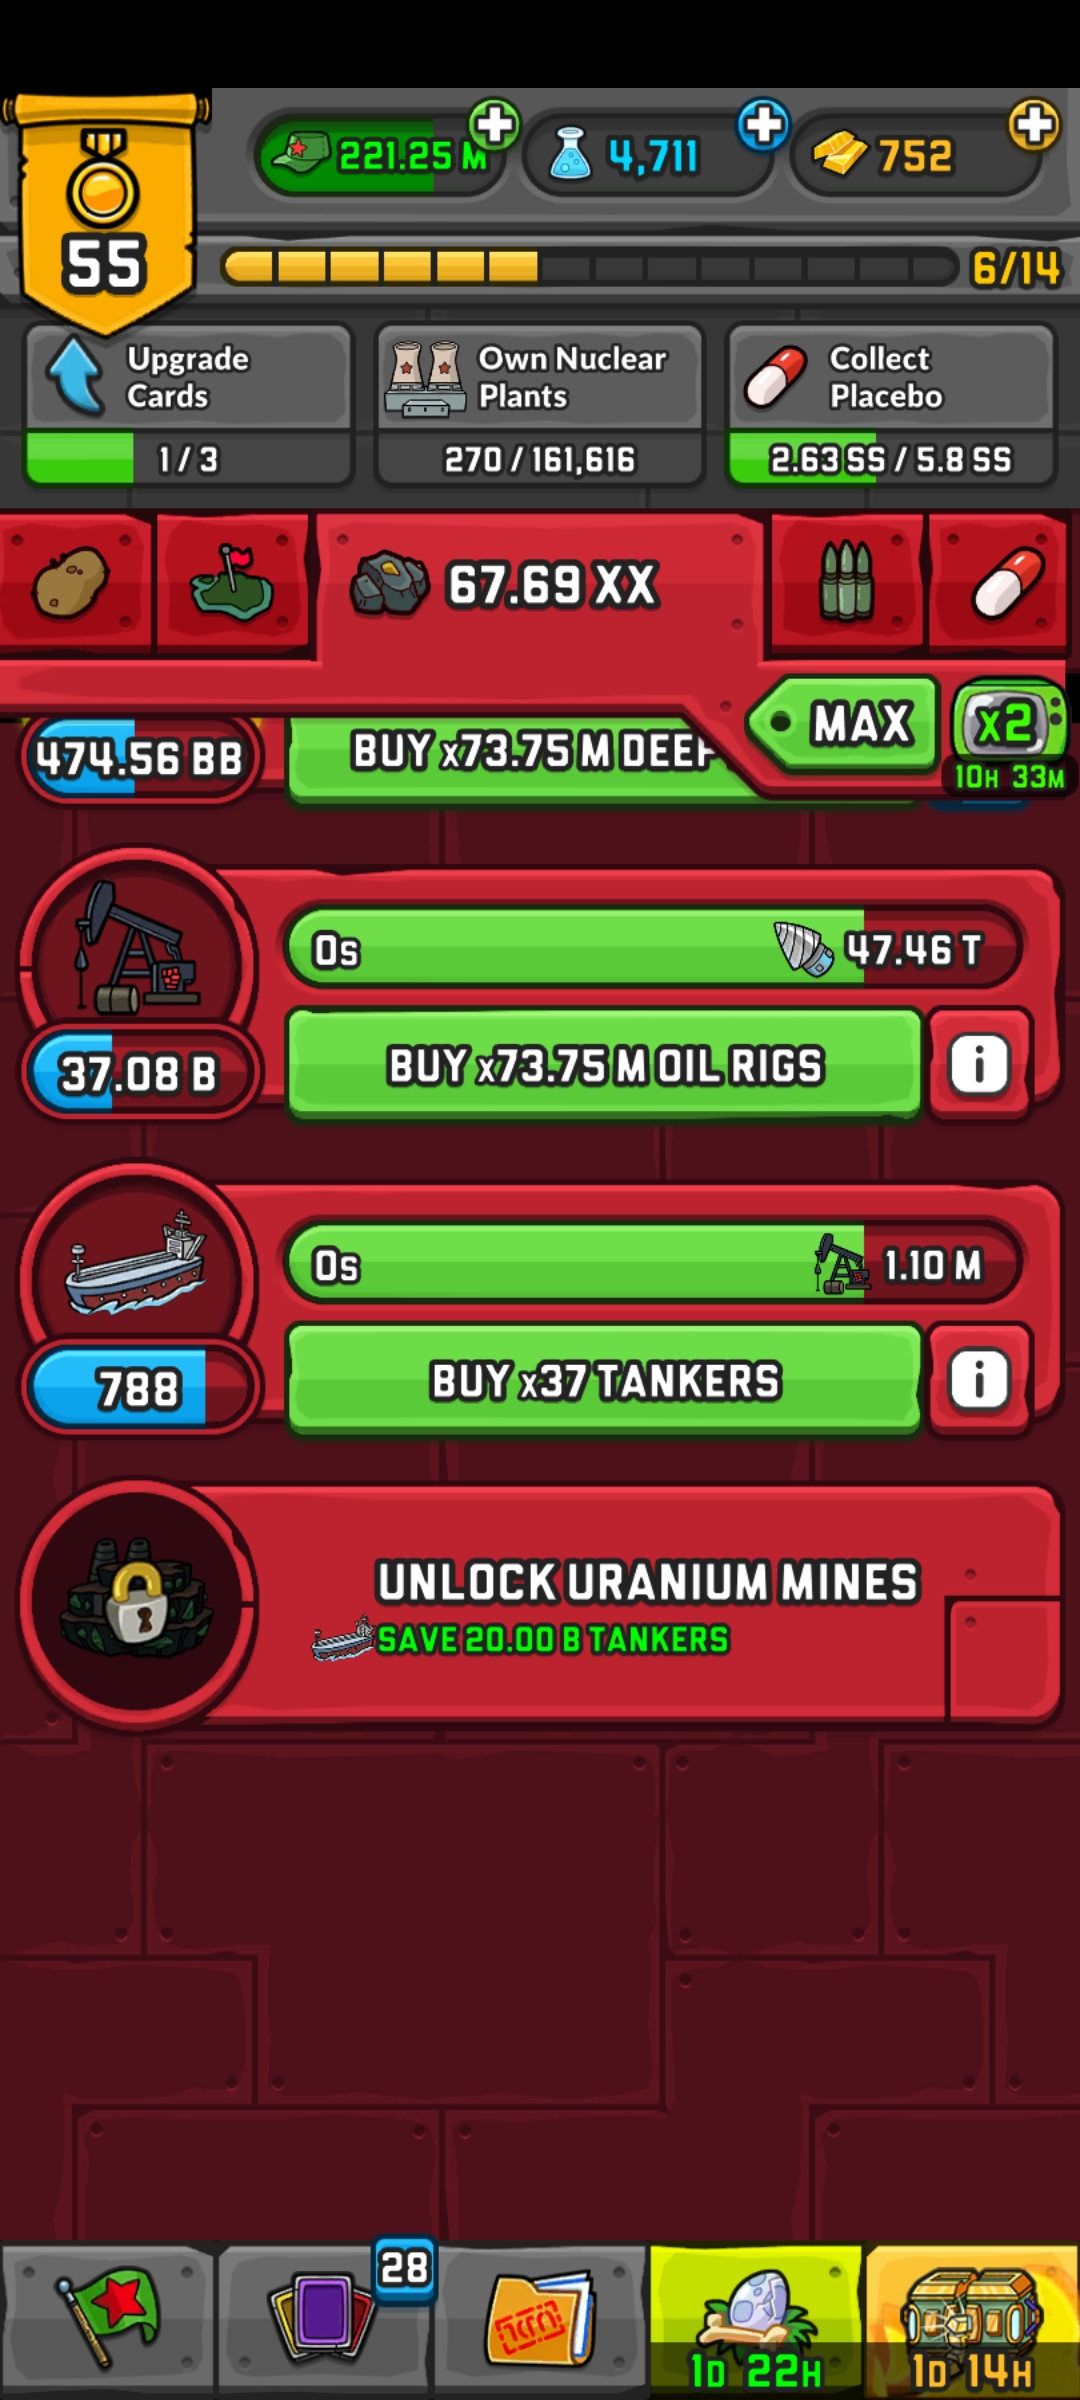 221.25 M
4,711
752
55
6/14
Upgrade
Cards
1 / 3
Own Nuclear
Plants
270 / 161,616
Collect
Placebo
2.63 SS / 5.8 SS
67.69 XX
MAX
x2
10H 33M
474.56 BB
BUY x73.75 M DEEP
0s
47.46 T
37.08 B
BUY x73.75 M OIL RIGS
i
0s
1.10 M
788
BUY x37 TANKERS
i
UNLOCK URANIUM MINES
SAVE 20.00 B TANKERS
28
1D 22H
1D 14H